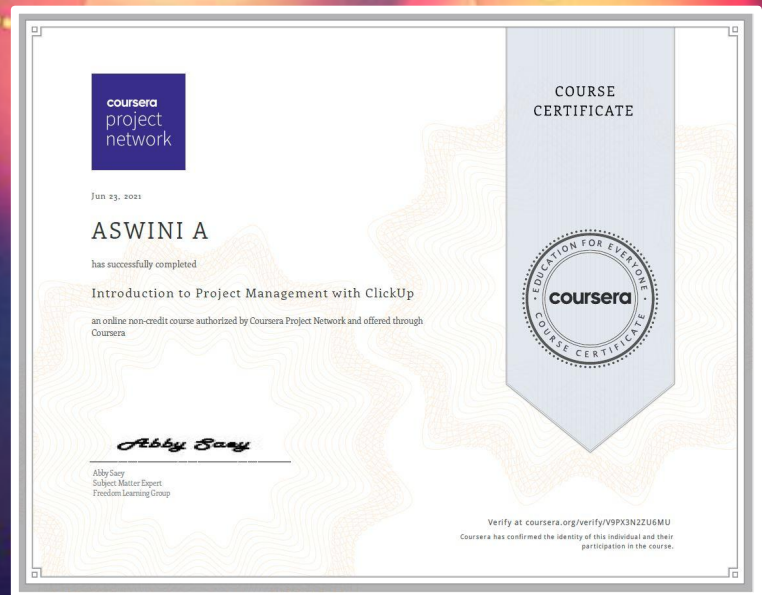 coursera
project
network
COURSE
CERTIFICATE
Jun 23, 2021
ASWINI A
has successfully completed
Introduction to Project Management with ClickUp
an online non-credit course authorized by Coursera Project Network and offered through
Coursera
EDUCATION FOR EVERYONE
coursera
COURSE CERTIFICATE
Abby Saey
Abby Saey
Subject Matter Expert
Freedom Learning Group
Verify at coursera.org/verify/V9PX3N2ZU6MU
Coursera has confirmed the identity of this individual and their
participation in the course.